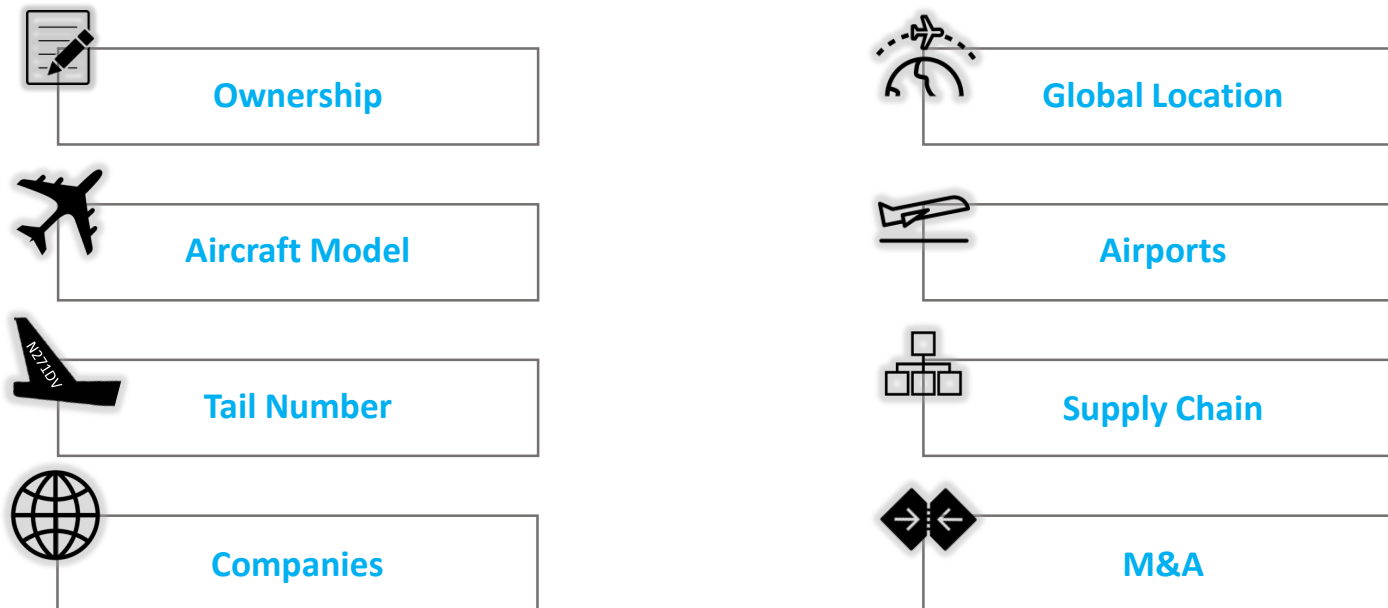 Ownership
Global Location
Aircraft Model
Airports
N271DV
Tail Number
Supply Chain
Companies
M&A